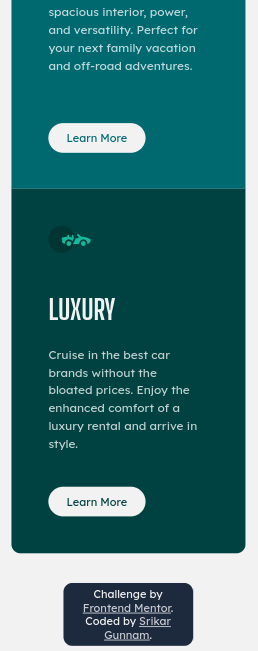 spacious interior, power,
and versatility. Perfect for
your next family vacation
and off-road adventures.
Learn More
LUXURY
Cruise in the best car
brands without the
bloated prices. Enjoy the
enhanced comfort of a
luxury rental and arrive in
style.
Learn More
Challenge by
Frontend Mentor.
Coded by Srikar
Gunnam.